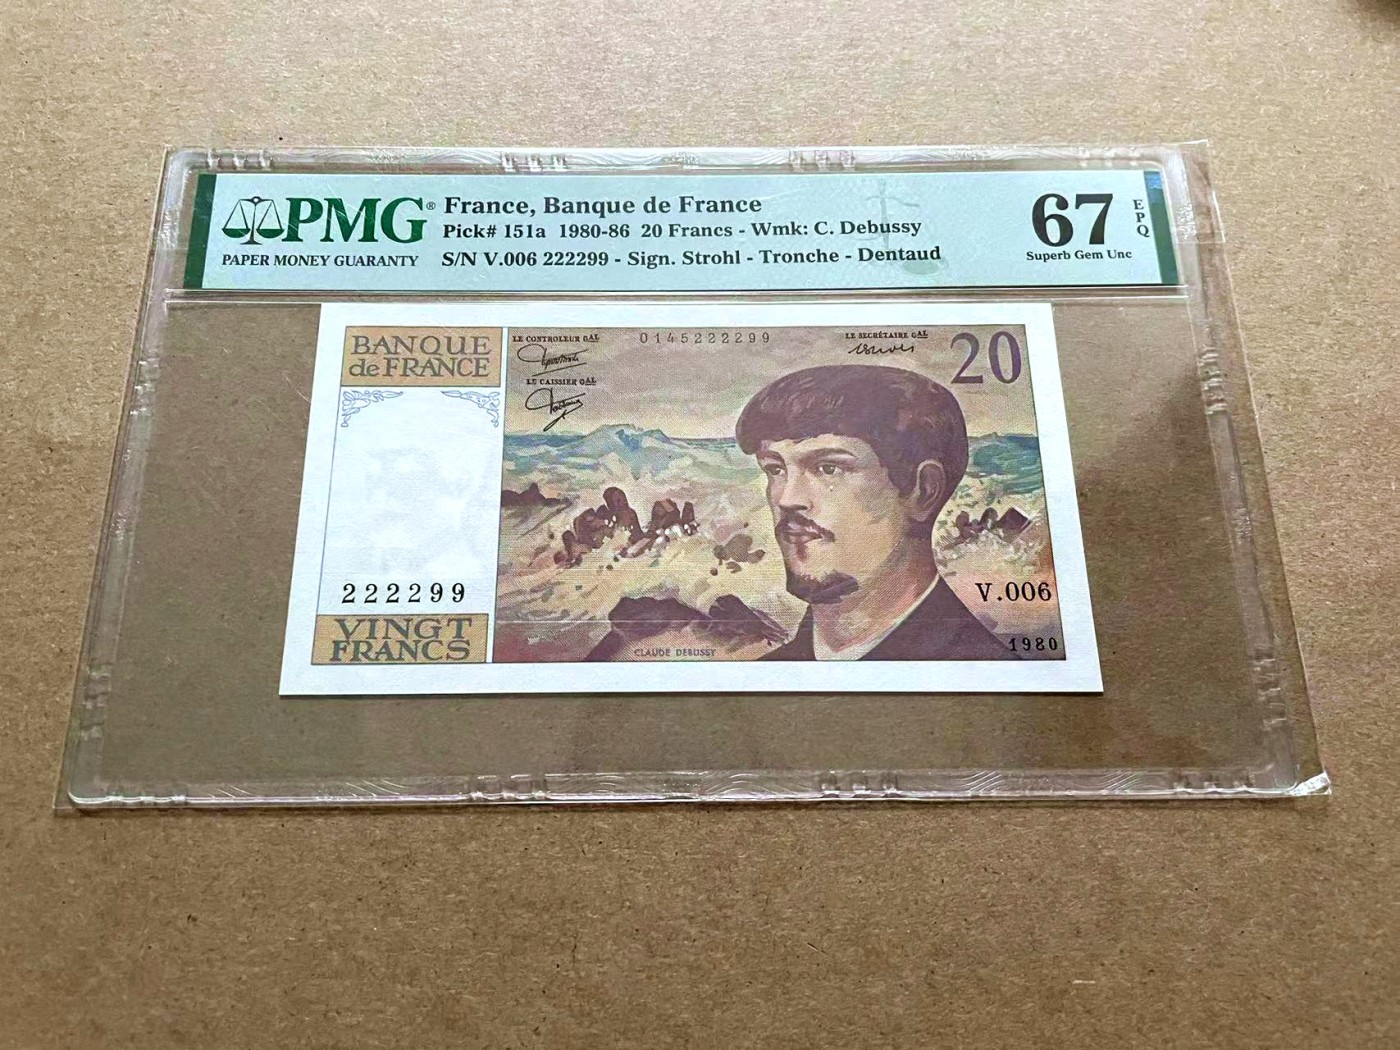 PMG®
PAPER MONEY GUARANTY
France, Banque de France
Pick# 151a 1980-86 20 Francs - Wmk: C. Debussy
S/N V.006 222299 - Sign. Strohl - Tronche - Dentaud
67
EPQ
Superb Gem Unc
BANQUE
de FRANCE
LE CONTROLEUR GAL
0145222299
LE SECRÉTAIRE GAL
20
LE CAISSIER GAL
222299
V.006
VINGT
FRANCS
CLAUDE DEBUSSY
1980